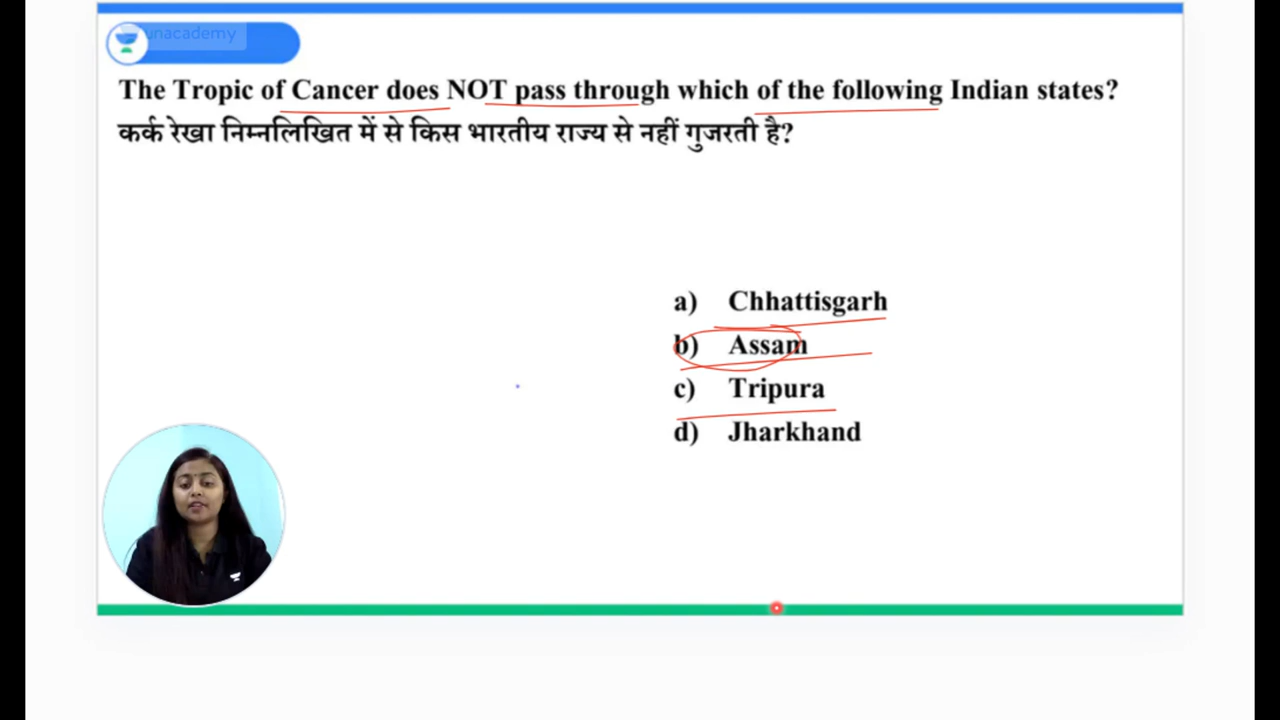 unacademy
The Tropic of Cancer does NOT pass through which of the following Indian states?
कर्क रेखा निम्नलिखित में से किस भारतीय राज्य से नहीं गुजरती है?
a) Chhattisgarh
b) Assam
c) Tripura
d) Jharkhand